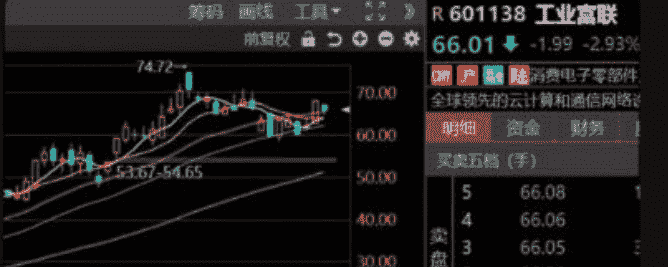 筹码 画线 工具
前复权
74.72
70.00
60.00
53.67-54.65
50.00
40.00
30.00
R 601138 工业富联
66.01 -1.99 -2.93%
消费电子零部件
全球领先的云计算和通信网络设
明细 资金 财务
买卖五档（手）
卖盘
5 66.08 1
4 66.06
3 66.05 3